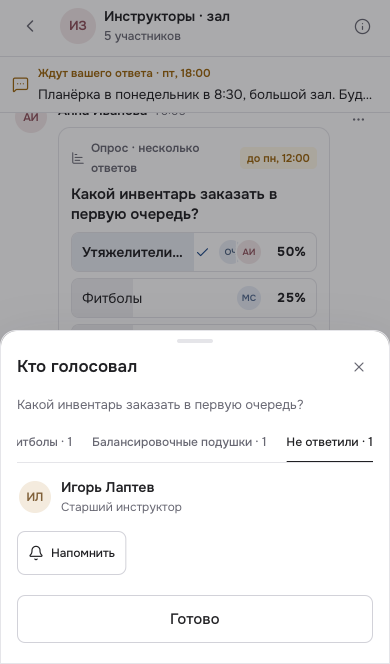 ИЗ
Инструкторы · зал
5 участников
Ждут вашего ответа · пт, 18:00
Планёрка в понедельник в 8:30, большой зал. Буд...
АИ
Опрос · несколько ответов
до пн, 12:00
Какой инвентарь заказать в
первую очередь?
Утяжелители...
АИ
50%
Фитболы
МС
25%
Кто голосовал
Какой инвентарь заказать в первую очередь?
итболы · 1
Балансировочные подушки · 1
Не ответили · 1
ИЛ
Игорь Лаптев
Старший инструктор
Напомнить
Готово